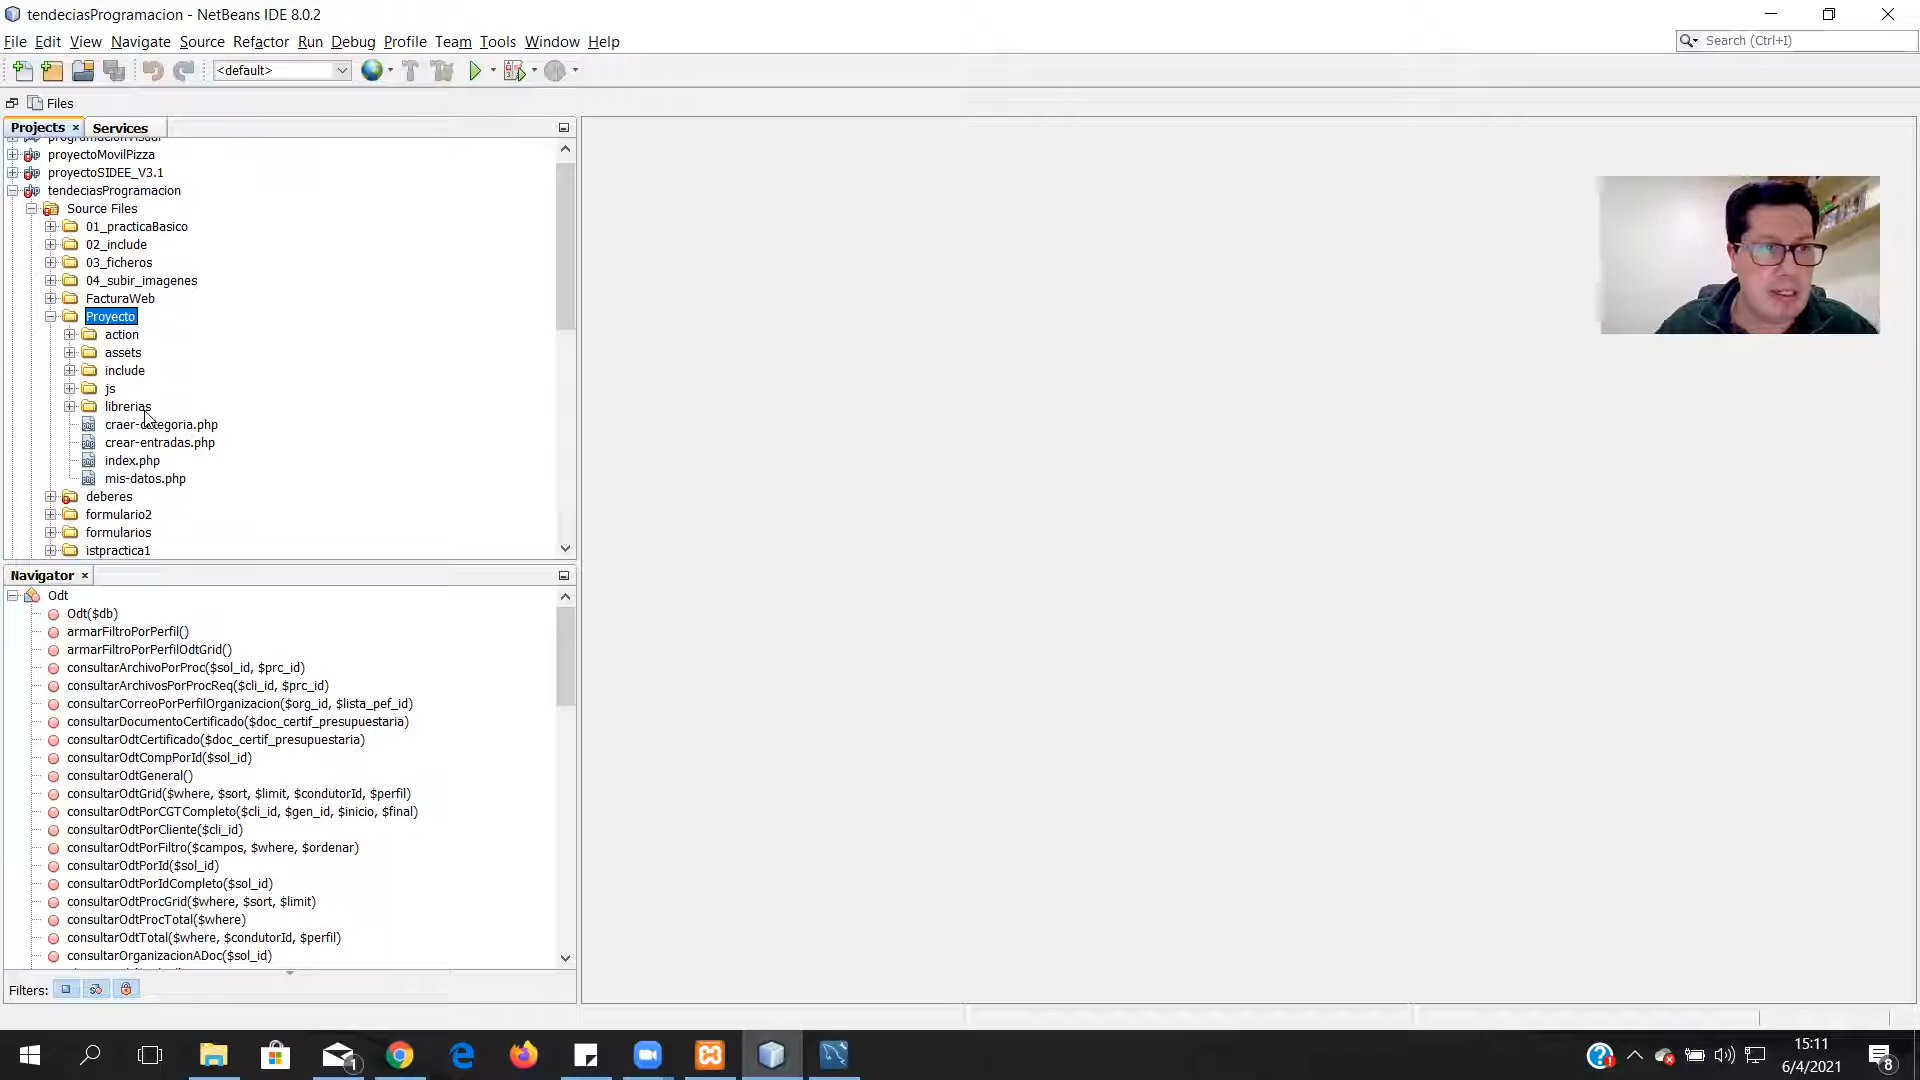 tendeciasProgramacion - NetBeans IDE 8.0.2
File Edit View Navigate Source Refactor Run Debug Profile Team Tools Window Help
Search (Ctrl+I)
<default>
Files
Projects × Services
proyectoMovilPizza
proyectoSIDEE_V3.1
tendeciasProgramacion
Source Files
01_practicaBasico
02_include
03_ficheros
04_subir_imagenes
FacturaWeb
Proyecto
action
assets
include
js
librerias
craer-categoria.php
crear-entradas.php
index.php
mis-datos.php
deberes
formulario2
formularios
istpractica1
Navigator ×
Odt
Odt($db)
armarFiltroPorPerfil()
armarFiltroPorPerfilOdtGrid()
consultarArchivoPorProc($sol_id, $prc_id)
consultarArchivosPorProcReq($cli_id, $prc_id)
consultarCorreoPorPerfilOrganizacion($org_id, $lista_pef_id)
consultarDocumentoCertificado($doc_certif_presupuestaria)
consultarOdtCertificado($doc_certif_presupuestaria)
consultarOdtCompPorId($sol_id)
consultarOdtGeneral()
consultarOdtGrid($where, $sort, $limit, $condutorId, $perfil)
consultarOdtPorCGTCompleto($cli_id, $gen_id, $inicio, $final)
consultarOdtPorCliente($cli_id)
consultarOdtPorFiltro($campos, $where, $ordenar)
consultarOdtPorId($sol_id)
consultarOdtPorIdCompleto($sol_id)
consultarOdtProcGrid($where, $sort, $limit)
consultarOdtProcTotal($where)
consultarOdtTotal($where, $condutorId, $perfil)
consultarOrganizacionADoc($sol_id)
Filters:
1
15:11
6/4/2021
8